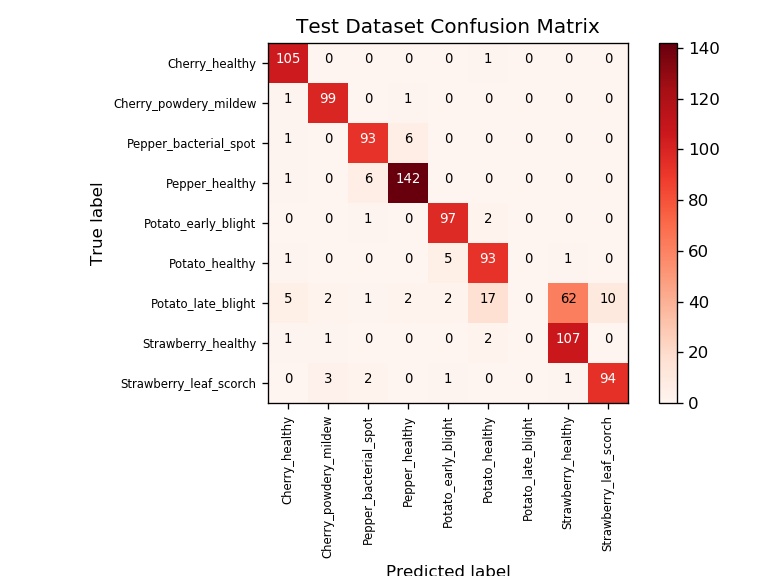 Test Dataset Confusion Matrix
True label
Cherry_healthy 105 0 0 0 0 1 0 0 0
Cherry_powdery_mildew 1 99 0 1 0 0 0 0 0
Pepper_bacterial_spot 1 0 93 6 0 0 0 0 0
Pepper_healthy 1 0 6 142 0 0 0 0 0
Potato_early_blight 0 0 1 0 97 2 0 0 0
Potato_healthy 1 0 0 0 5 93 0 1 0
Potato_late_blight 5 2 1 2 2 17 0 62 10
Strawberry_healthy 1 1 0 0 0 2 0 107 0
Strawberry_leaf_scorch 0 3 2 0 1 0 0 1 94
Cherry_healthy
Cherry_powdery_mildew
Pepper_bacterial_spot
Pepper_healthy
Potato_early_blight
Potato_healthy
Potato_late_blight
Strawberry_healthy
Strawberry_leaf_scorch
Predicted label
140
120
100
80
60
40
20
0